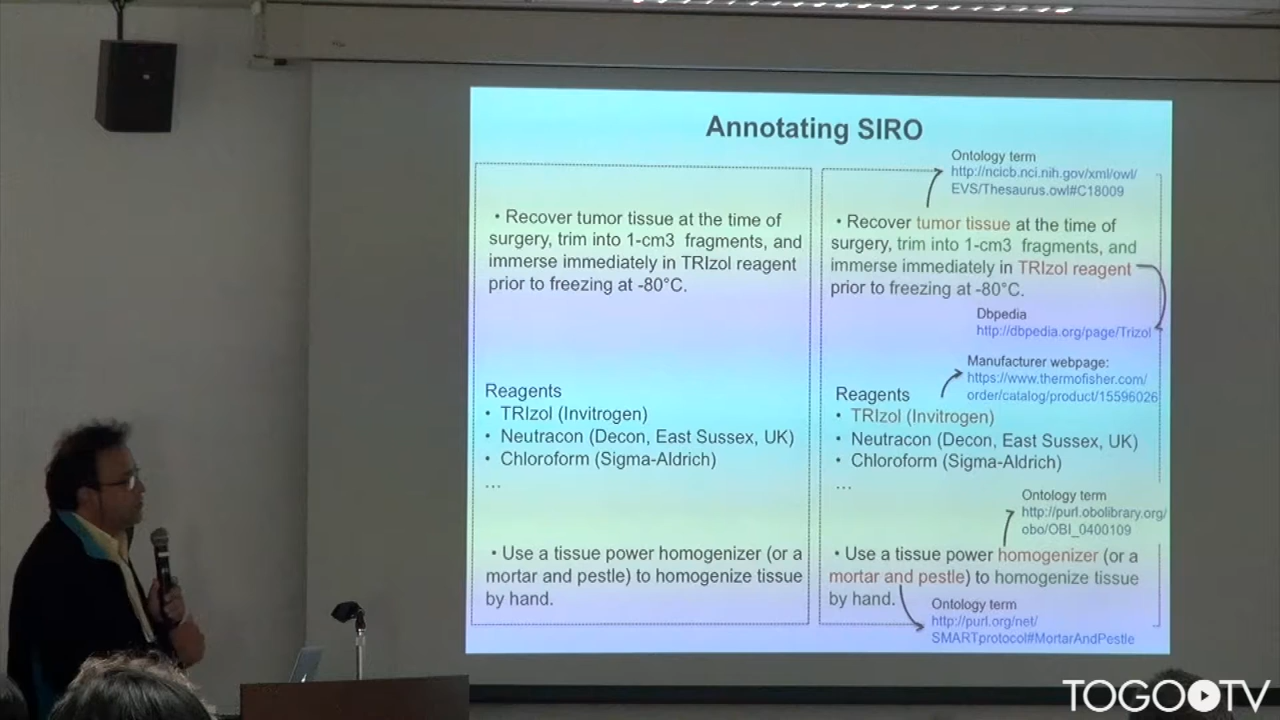 Annotating SIRO
• Recover tumor tissue at the time of
surgery, trim into 1-cm3 fragments, and
immerse immediately in TRIzol reagent
prior to freezing at -80°C.
Reagents
• TRIzol (Invitrogen)
• Neutracon (Decon, East Sussex, UK)
• Chloroform (Sigma-Aldrich)
...
• Use a tissue power homogenizer (or a
mortar and pestle) to homogenize tissue
by hand.
Ontology term
http://ncicb.nci.nih.gov/xml/owl/
EVS/Thesaurus.owl#C18009
• Recover tumor tissue at the time of
surgery, trim into 1-cm3 fragments, and
immerse immediately in TRIzol reagent
prior to freezing at -80°C.
Dbpedia
http://dbpedia.org/page/Trizol
Manufacturer webpage:
https://www.thermofisher.com/
order/catalog/product/15596026
Reagents
• TRIzol (Invitrogen)
• Neutracon (Decon, East Sussex, UK)
• Chloroform (Sigma-Aldrich)
...
Ontology term
http://purl.obolibrary.org/
obo/OBI_0400109
• Use a tissue power homogenizer (or a
mortar and pestle) to homogenize tissue
by hand.
Ontology term
http://purl.org/net/
SMARTprotocol#MortarAndPestle
TOGOTV